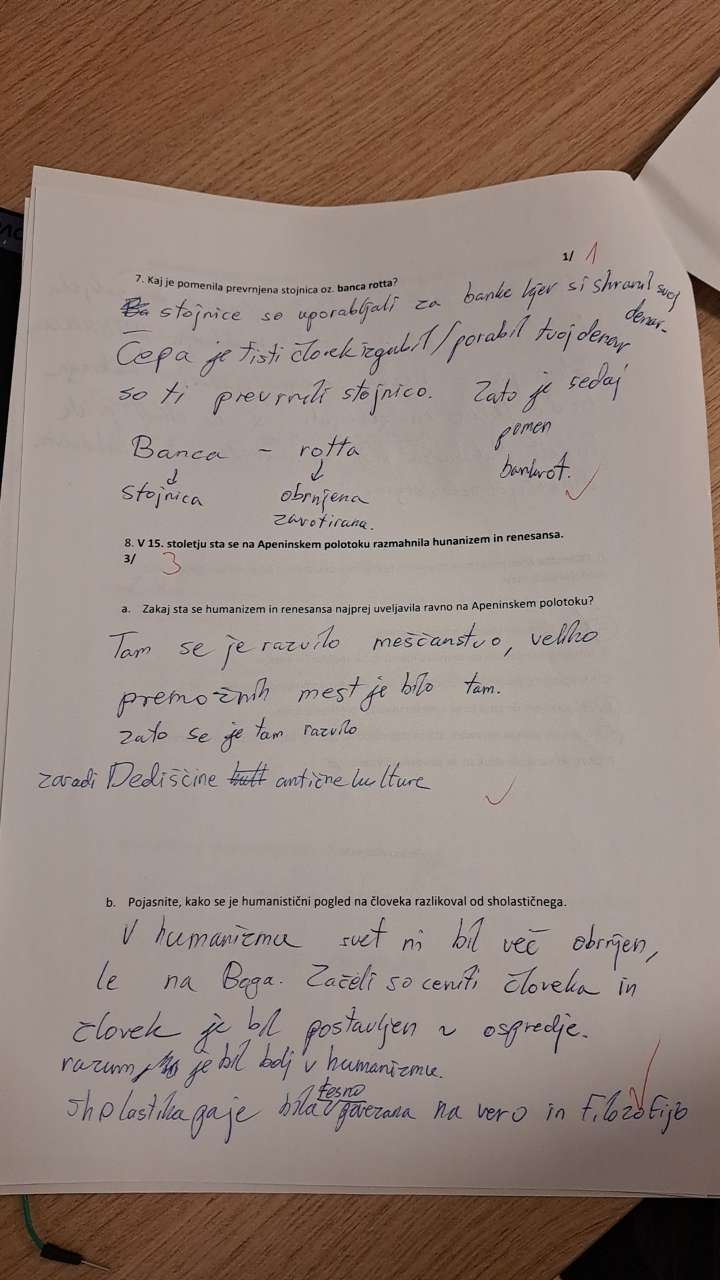 1/ 1
7. Kaj je pomenila prevrnjena stojnica oz. banca rotta?
Ba stojnice so uporabljali za banke kjer si shranil svoj
denar.
Čepa je tisti človek izgubil/porabil tvoj denar
so ti prevrnili stojnico. Zato je sedaj
pomen
bankrot.
Banca - rotta
↓ ↓
stojnica obrnjena
zarotirana.
8. V 15. stoletju sta se na Apeninskem polotoku razmahnila hunanizem in renesansa.
3/ 3
a. Zakaj sta se humanizem in renesansa najprej uveljavila ravno na Apeninskem polotoku?
Tam se je razvilo meščanstvo, veliko
premožnih mest je bilo tam.
zato se je tam razvilo
zaradi Dediščine antične kulture
b. Pojasnite, kako se je humanistični pogled na človeka razlikoval od sholastičnega.
V humanizmu svet ni bil več obrnjen,
le na Boga. Začeli so ceniti človeka in
človek je bil postavljen v ospredje.
razum je bil bolj v humanizmu.
Sholastika pa je bila tesno povezana na vero in filozofijo